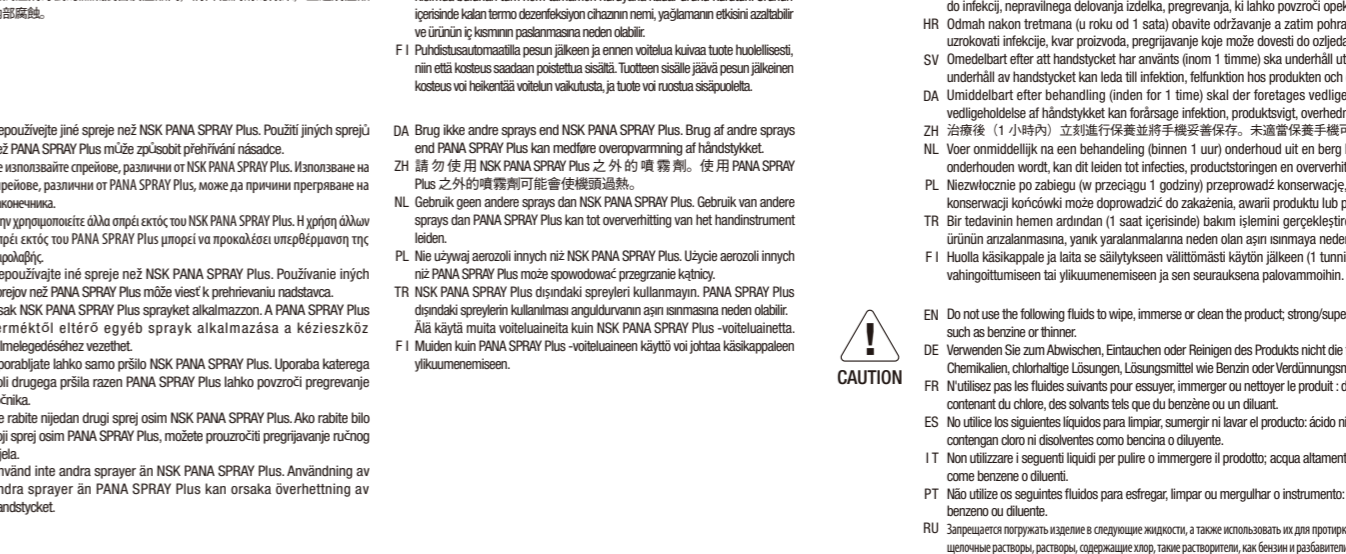 部腐蝕。
epoužívejte jiné spreje než NSK PANA SPRAY Plus. Použití jiných sprejů
ež PANA SPRAY Plus může způsobit přehřívání násadce.
е използвайте спрейове, различни от NSK PANA SPRAY Plus. Използване на
рейове, различни от PANA SPRAY Plus, може да причини прегряване на
аконечника.
ην χρησιμοποιείτε άλλα σπρέι εκτός του NSK PANA SPRAY Plus. Η χρήση άλλων
πρέι εκτός του PANA SPRAY Plus μπορεί να προκαλέσει υπερθέρμανση της
ιρολαβής.
epoužívajte iné spreje než NSK PANA SPRAY Plus. Používanie iných
rejov než PANA SPRAY Plus môže viesť k prehrievaniu nadstavca.
sak NSK PANA SPRAY Plus sprayket alkalmazzon. A PANA SPRAY Plus
erméktől eltérő egyéb sprayk alkalmazása a kézieszköz
lmelegedéséhez vezethet.
porabljate lahko samo pršilo NSK PANA SPRAY Plus. Uporaba katerega
oli drugega pršila razen PANA SPRAY Plus lahko povzroči pregrevanje
čnika.
e rabite nijedan drugi sprej osim NSK PANA SPRAY Plus. Ako rabite bilo
oji sprej osim PANA SPRAY Plus, možete prouzročiti pregrijavanje ručnog
jela.
nvänd inte andra sprayer än NSK PANA SPRAY Plus. Användning av
ndra sprayer än PANA SPRAY Plus kan orsaka överhettning av
andstycket.
içerisinde kalan termo dezenfeksiyon cihazının nemi, yağlamanın etkisini azaltabilir
ve ürünün iç kısmının paslanmasına neden olabilir.
F I Puhdistusautomaatilla pesun jälkeen ja ennen voitelua kuivaa tuote huolellisesti,
niin että kosteus saadaan poistettua sisältä. Tuotteen sisälle jäävä pesun jälkeinen
kosteus voi heikentää voitelun vaikutusta, ja tuote voi ruostua sisäpuolelta.
DA Brug ikke andre sprays end NSK PANA SPRAY Plus. Brug af andre sprays
end PANA SPRAY Plus kan medføre overopvarmning af håndstykket.
ZH 請勿使用 NSK PANA SPRAY Plus 之外的噴霧劑。使用 PANA SPRAY
Plus 之外的噴霧劑可能會使機頭過熱。
NL Gebruik geen andere sprays dan NSK PANA SPRAY Plus. Gebruik van andere
sprays dan PANA SPRAY Plus kan tot oververhitting van het handinstrument
leiden.
PL Nie używaj aerozoli innych niż NSK PANA SPRAY Plus. Użycie aerozoli innych
niż PANA SPRAY Plus może spowodować przegrzanie kątnicy.
TR NSK PANA SPRAY Plus dışındaki spreyleri kullanmayın. PANA SPRAY Plus
dışındaki spreylerin kullanılması anguldurvanın aşırı ısınmasına neden olabilir.
Älä käytä muita voiteluaineita kuin NSK PANA SPRAY Plus -voiteluainetta.
F I Muiden kuin PANA SPRAY Plus -voiteluaineen käyttö voi johtaa käsikappaleen
ylikuumenemiseen.
do infekcij, nepravilnega delovanja izdelka, pregrevanja, ki lahko povzroči opek
HR Odmah nakon tretmana (u roku od 1 sata) obavite održavanje a zatim pohra
uzrokovati infekcije, kvar proizvoda, pregrijavanje koje može dovesti do ozljeda
SV Omedelbart efter att handstycket har använts (inom 1 timme) ska underhåll ut
underhåll av handstycket kan leda till infektion, felfunktion hos produkten och
DA Umiddelbart efter behandling (inden for 1 time) skal der foretages vedlige
vedligeholdelse af håndstykket kan forårsage infektion, produktsvigt, overhedn
ZH 治療後（1 小時內）立刻進行保養並將手機妥善保存。未適當保養手機可
NL Voer onmiddellijk na een behandeling (binnen 1 uur) onderhoud uit en berg
onderhouden wordt, kan dit leiden tot infecties, productstoringen en oververhit
PL Niezwłocznie po zabiegu (w przeciągu 1 godziny) przeprowadź konserwację,
konserwacji końcówki może doprowadzić do zakażenia, awarii produktu lub p
TR Bir tedavinin hemen ardından (1 saat içerisinde) bakım işlemini gerçekleştire
ürünün arızalanmasına, yanık yaralanmalarına neden olan aşırı ısınmaya neden
F I Huolla käsikappale ja laita se säilytykseen välittömästi käytön jälkeen (1 tunni
vahingoittumiseen tai ylikuumenemiseen ja sen seurauksena palovammoihin.
CAUTION
EN Do not use the following fluids to wipe, immerse or clean the product; strong/supe
such as benzine or thinner.
DE Verwenden Sie zum Abwischen, Eintauchen oder Reinigen des Produkts nicht die
Chemikalien, chlorhaltige Lösungen, Lösungsmittel wie Benzin oder Verdünnungsm
FR N'utilisez pas les fluides suivants pour essuyer, immerger ou nettoyer le produit : d
contenant du chlore, des solvants tels que du benzène ou un diluant.
ES No utilice los siguientes líquidos para limpiar, sumergir ni lavar el producto: ácido ni
contengan cloro ni disolventes como bencina o diluyente.
I T Non utilizzare i seguenti liquidi per pulire o immergere il prodotto; acqua altament
come benzene o diluenti.
PT Não utilize os seguintes fluidos para esfregar, limpar ou mergulhar o instrumento:
benzeno ou diluente.
RU Запрещается погружать изделие в следующие жидкости, а также использовать их для протирк
щелочные растворы, растворы, содержащие хлор, такие растворители, как бензин и разбавители